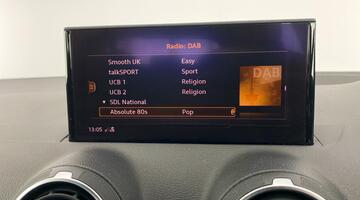 Radio: DAB
Smooth UK Easy
talkSPORT Sport
UCB 1 Religion
UCB 2 Religion
SDL National
Absolute 80s Pop
DAB
13:05